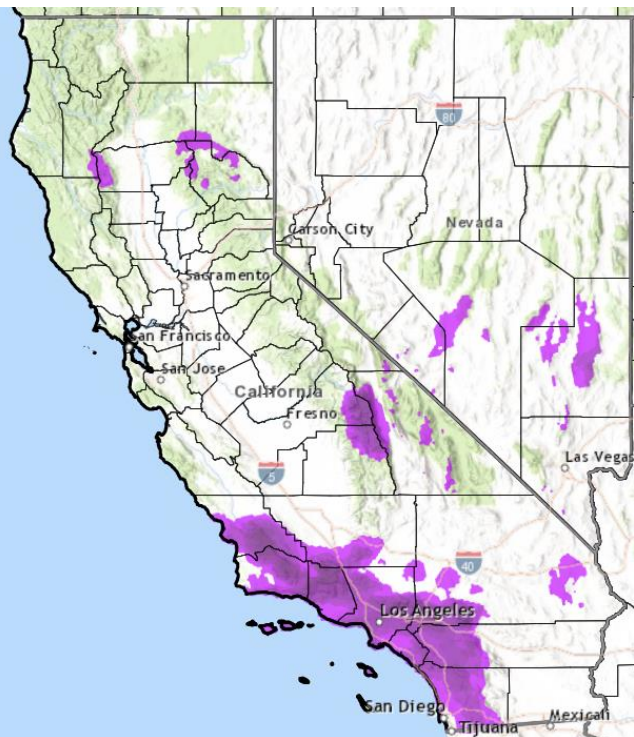 80
Carson City
Nevada
Sacramento
San Francisco
San Jose
California
Fresno
5
Las Vegas
40
Los Angeles
San Diego
Tijuana
Mexicali